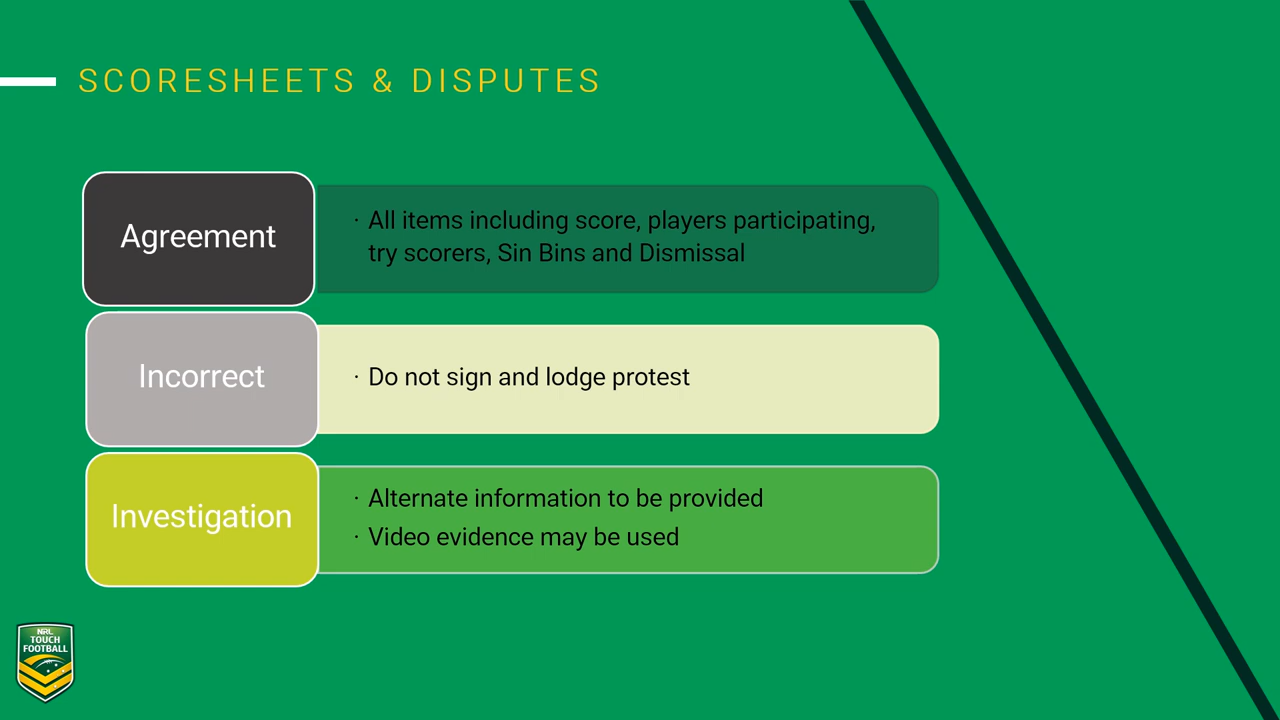 SCORESHEETS & DISPUTES
Agreement
· All items including score, players participating,
try scorers, Sin Bins and Dismissal
Incorrect
· Do not sign and lodge protest
Investigation
· Alternate information to be provided
· Video evidence may be used
NRL
TOUCH
FOOTBALL